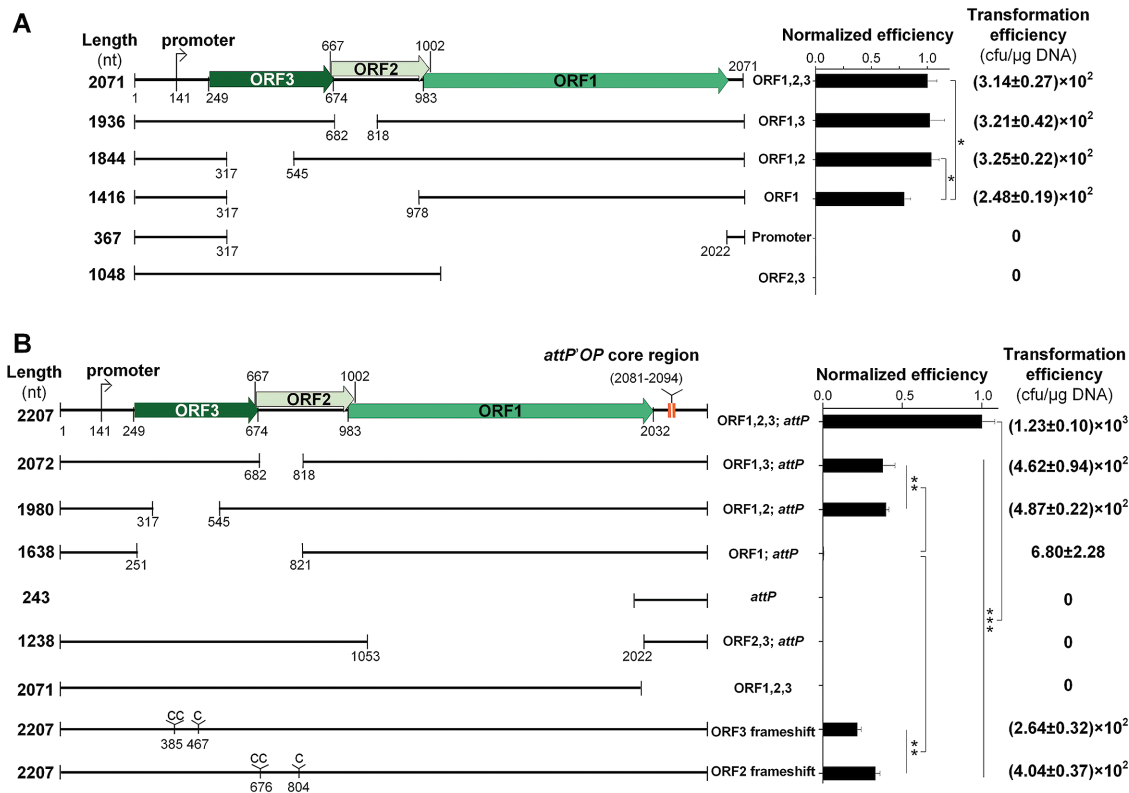 A
Length
(nt)
promoter
667
1002
Normalized efficiency
Transformation
efficiency
(cfu/µg DNA)
0.0 0.5 1.0
2071 ORF3 ORF2 ORF1 2071 ORF1,2,3 (3.14±0.27)×10²
1 141 249 674 983
1936 682 818 ORF1,3 (3.21±0.42)×10²
*
1844 317 545 ORF1,2 (3.25±0.22)×10²
*
1416 317 978 ORF1 (2.48±0.19)×10²
367 317 2022 Promoter 0
1048 ORF2,3 0
B
Length
(nt)
promoter
667
1002
attP'OP core region
(2081-2094)
Normalized efficiency
Transformation
efficiency
(cfu/µg DNA)
0.0 0.5 1.0
2207 ORF3 ORF2 ORF1 ORF1,2,3; attP (1.23±0.10)×10³
1 141 249 674 983 2032
2072 682 818 ORF1,3; attP (4.62±0.94)×10²
**
1980 317 545 ORF1,2; attP (4.87±0.22)×10²
1638 251 821 ORF1; attP 6.80±2.28
243 attP 0
***
1238 1053 2022 ORF2,3; attP 0
2071 ORF1,2,3 0
CC C
2207 385 467 ORF3 frameshift (2.64±0.32)×10²
**
CC C
2207 676 804 ORF2 frameshift (4.04±0.37)×10²